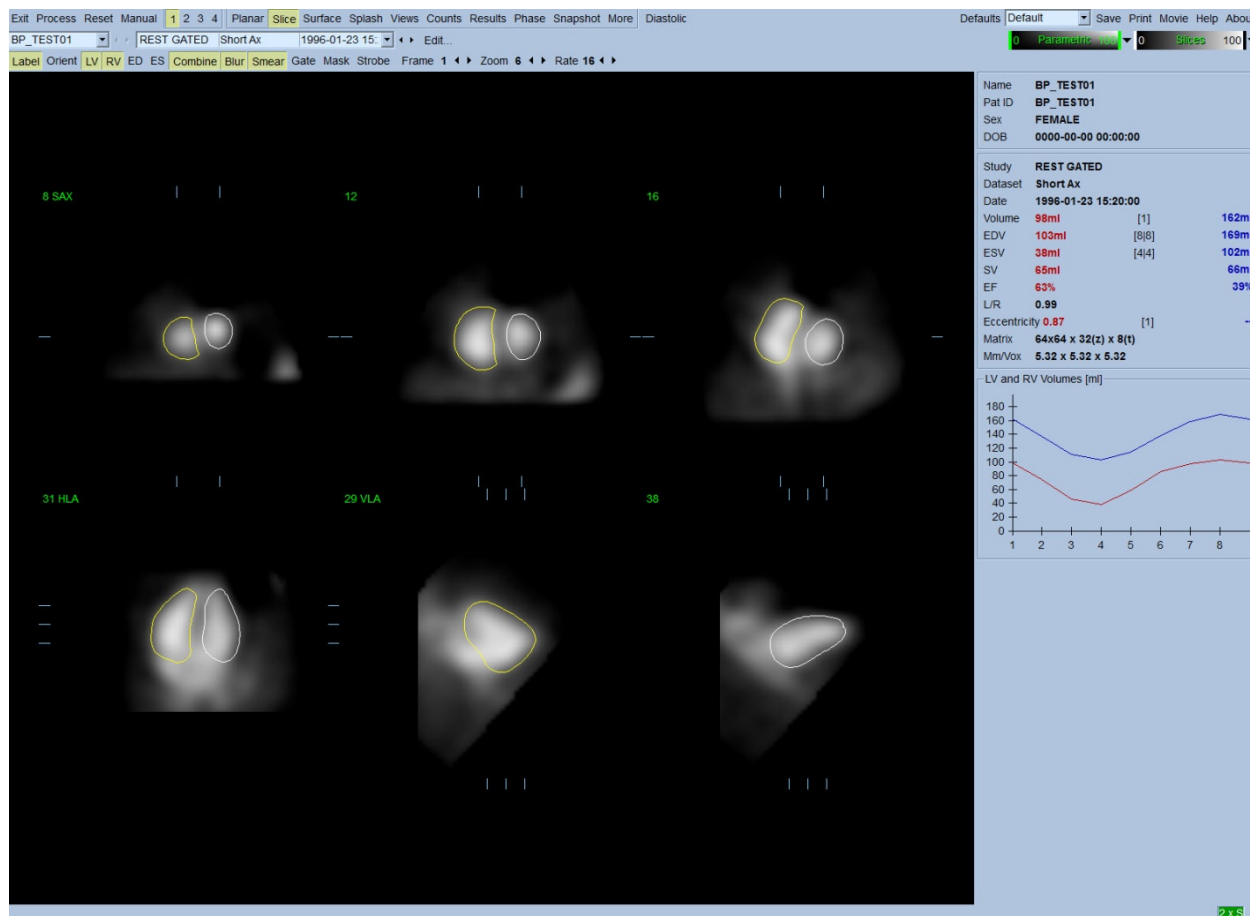 Exit Process Reset Manual 1 2 3 4 Planar Slice Surface Splash Views Counts Results Phase Snapshot More Diastolic Defaults Default Save Print Movie Help Abou
BP_TEST01 REST GATED Short Ax 1996-01-23 15: Edit... 0 Parametric 100 0 Slices 100
Label Orient LV RV ED ES Combine Blur Smear Gate Mask Strobe Frame 1 Zoom 6 Rate 16
8 SAX 12 16
31 HLA 29 VLA 38
Name BP_TEST01
Pat ID BP_TEST01
Sex FEMALE
DOB 0000-00-00 00:00:00
Study REST GATED
Dataset Short Ax
Date 1996-01-23 15:20:00
Volume 98ml [1] 162m
EDV 103ml [8|8] 169m
ESV 38ml [4|4] 102m
SV 65ml 66m
EF 63% 39%
L/R 0.99
Eccentricity 0.87 [1] --
Matrix 64x64 x 32(z) x 8(t)
Mm/Vox 5.32 x 5.32 x 5.32
LV and RV Volumes [ml]
180
160
140
120
100
80
60
40
20
0
1 2 3 4 5 6 7 8
2 x S